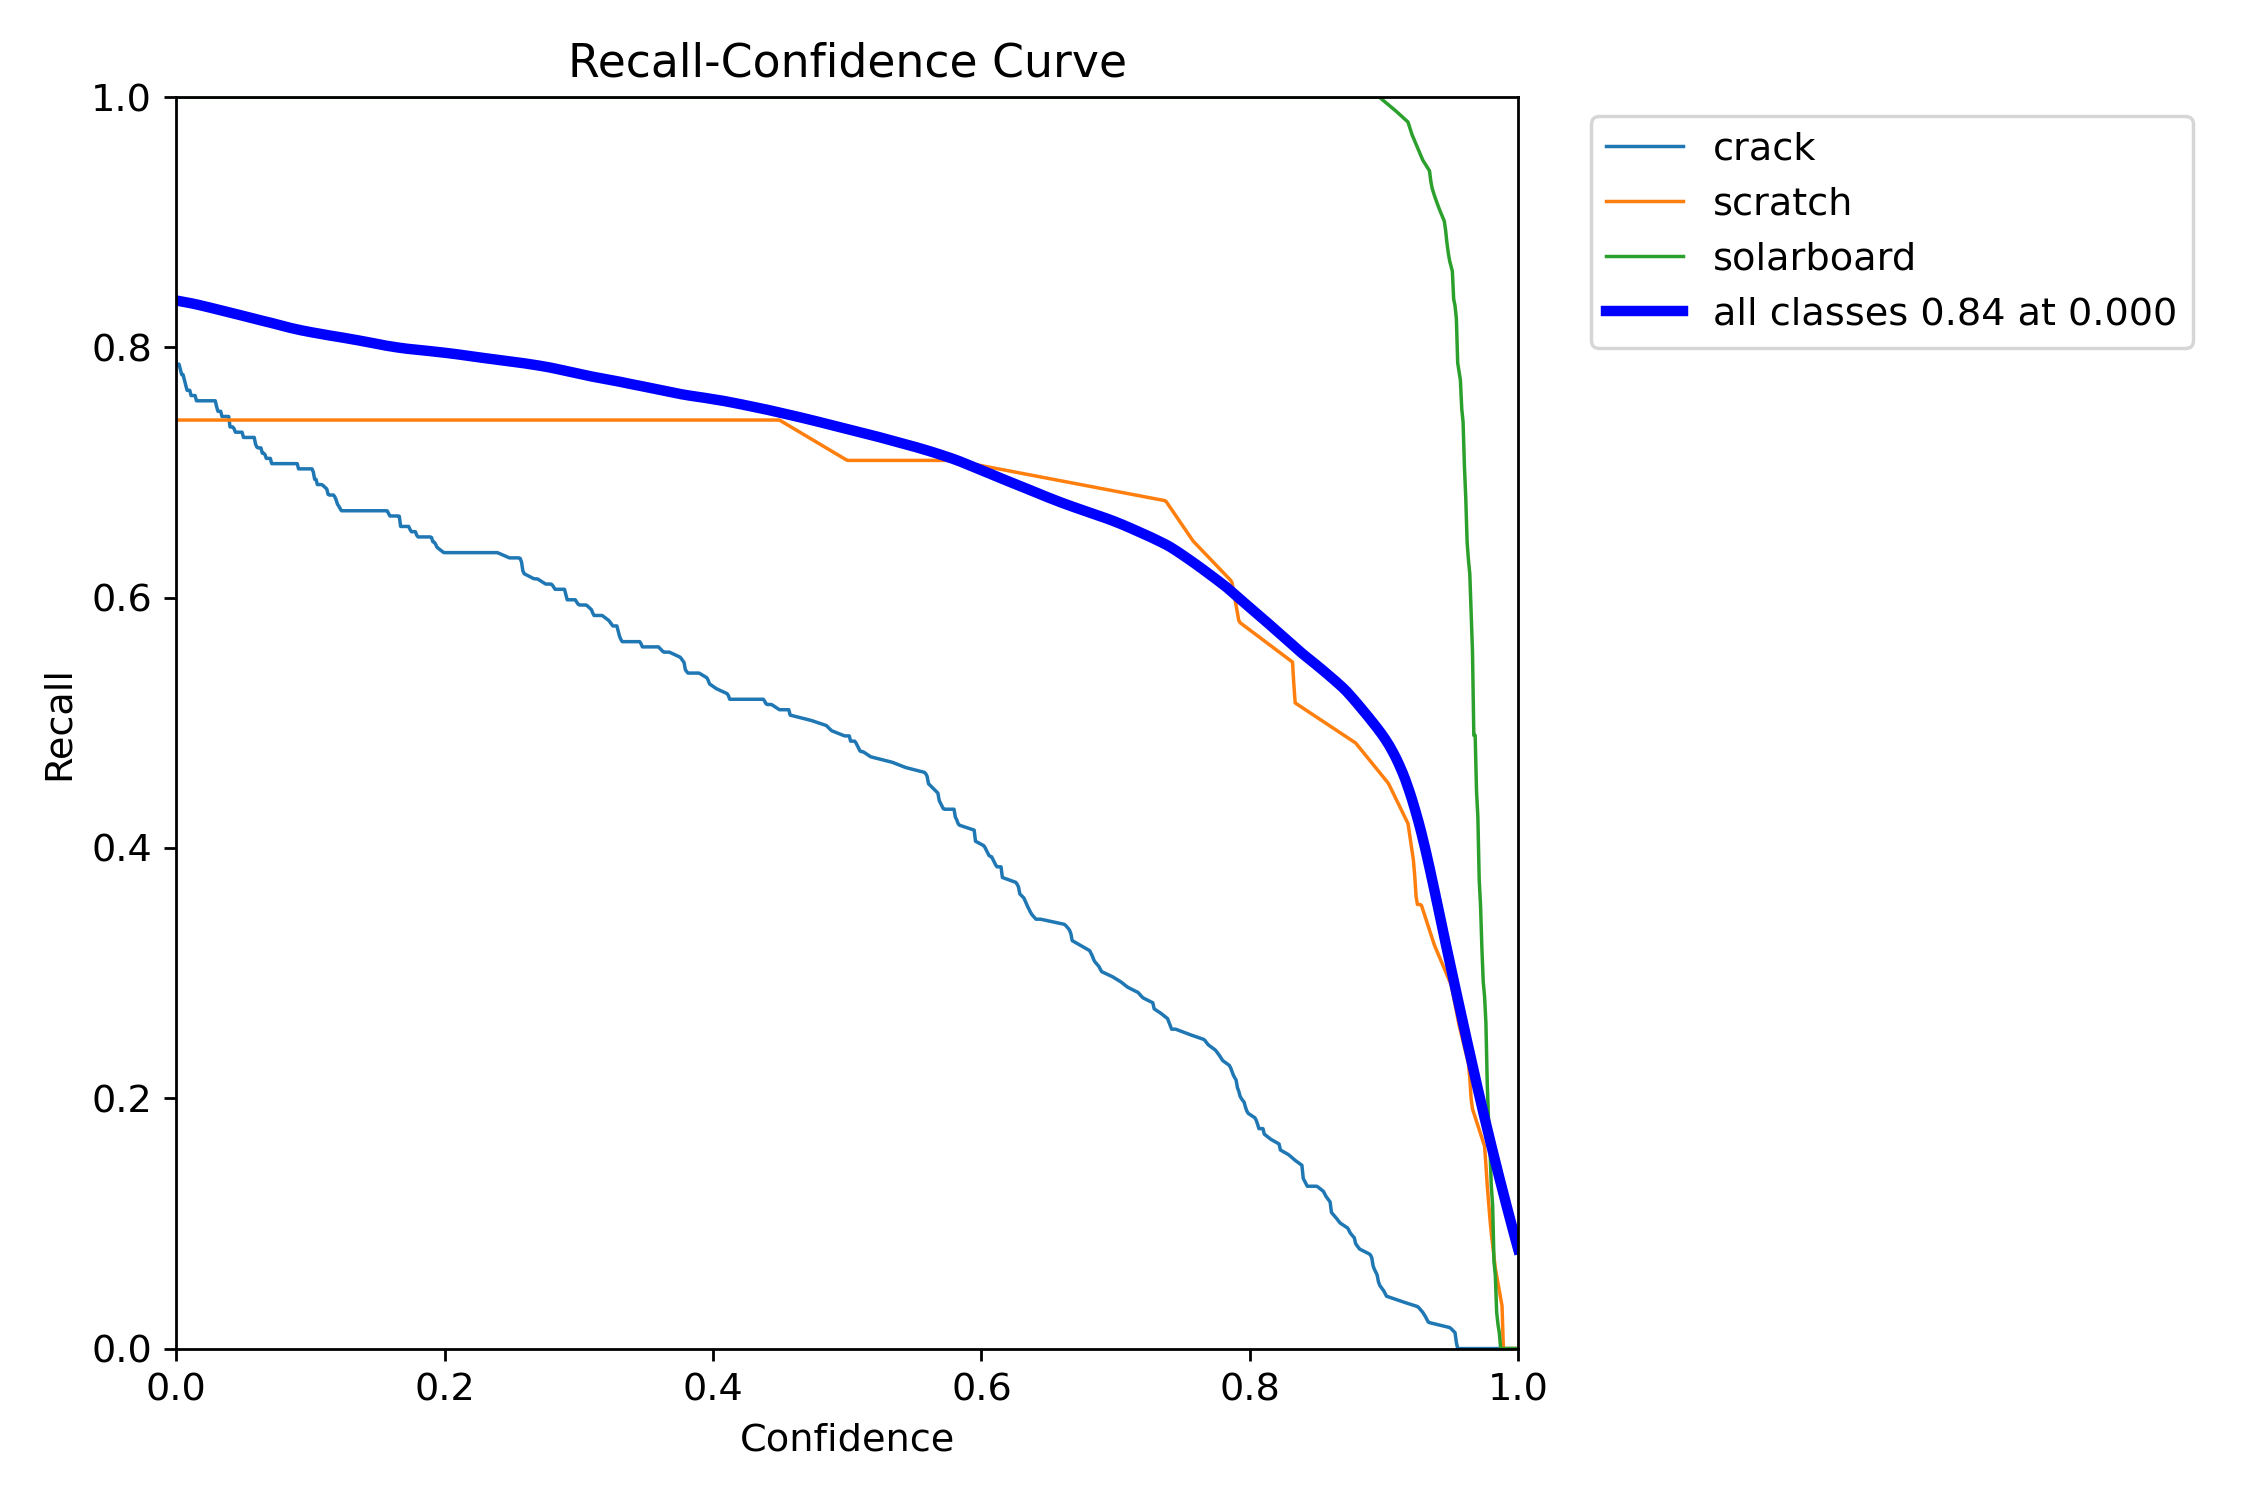 Recall-Confidence Curve
1.0
0.8
0.6
0.4
0.2
0.0
Recall
0.0 0.2 0.4 0.6 0.8 1.0
Confidence
crack
scratch
solarboard
all classes 0.84 at 0.000